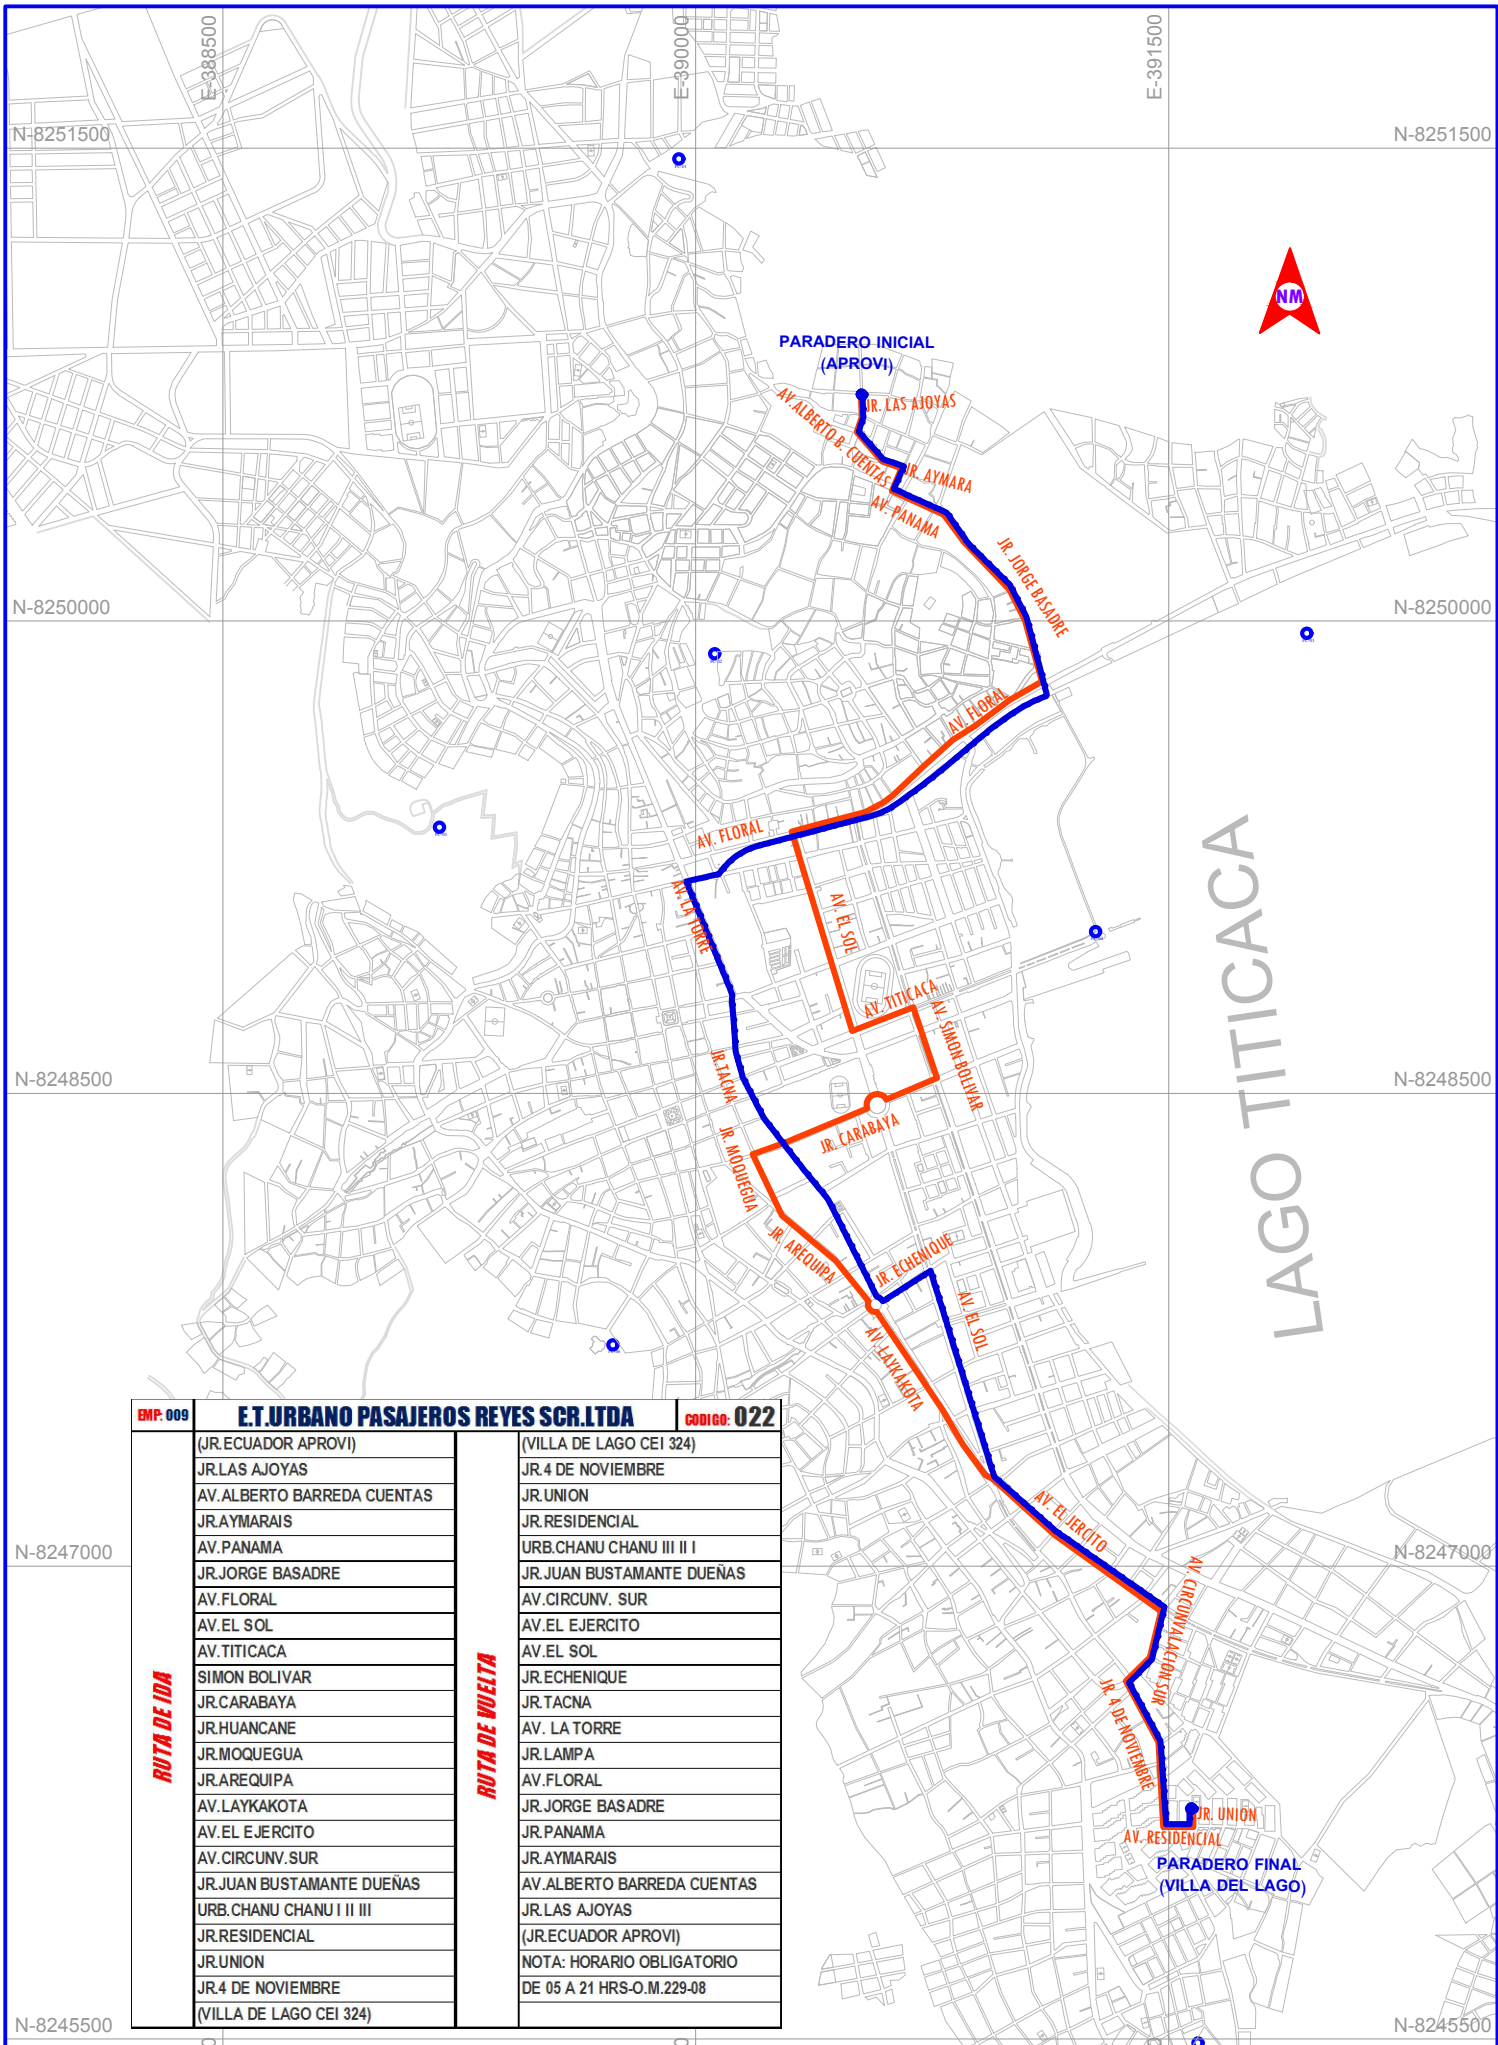 E-388500
E-390000
E-391500
N-8251500
N-8251500
NM
PARADERO INICIAL
(APROVI)
JR. LAS AJOYAS
AV.ALBERTO B. CUENTAS
JR. AYMARA
AV. PANAMA
JR. JORGE BASADRE
N-8250000
N-8250000
AV. FLORAL
AV. FLORAL
AV. LA TORRE
AV. EL SOL
AV. TITICACA
AV. SIMON BOLIVAR
LAGO TITICACA
N-8248500
N-8248500
JR.TACNA
JR. CARABAYA
JR. MOQUEGUA
JR. AREQUIPA
JR. ECHENIQUE
AV. EL SOL
AV. LAYKAKOTA
EMP: 009
E.T.URBANO PASAJEROS REYES SCR.LTDA
CODIGO: 022
RUTA DE IDA
(JR.ECUADOR APROVI)
JR.LAS AJOYAS
AV.ALBERTO BARREDA CUENTAS
JR.AYMARAIS
AV.PANAMA
JR.JORGE BASADRE
AV.FLORAL
AV.EL SOL
AV.TITICACA
SIMON BOLIVAR
JR.CARABAYA
JR.HUANCANE
JR.MOQUEGUA
JR.AREQUIPA
AV.LAYKAKOTA
AV.EL EJERCITO
AV.CIRCUNV.SUR
JR.JUAN BUSTAMANTE DUEÑAS
URB.CHANU CHANU I II III
JR.RESIDENCIAL
JR.UNION
JR.4 DE NOVIEMBRE
(VILLA DE LAGO CEI 324)
RUTA DE VUELTA
(VILLA DE LAGO CEI 324)
JR.4 DE NOVIEMBRE
JR.UNION
JR.RESIDENCIAL
URB.CHANU CHANU III II I
JR.JUAN BUSTAMANTE DUEÑAS
AV.CIRCUNV. SUR
AV.EL EJERCITO
AV.EL SOL
JR.ECHENIQUE
JR.TACNA
AV. LA TORRE
JR.LAMPA
AV.FLORAL
JR.JORGE BASADRE
JR.PANAMA
JR.AYMARAIS
AV.ALBERTO BARREDA CUENTAS
JR.LAS AJOYAS
(JR.ECUADOR APROVI)
NOTA: HORARIO OBLIGATORIO
DE 05 A 21 HRS-O.M.229-08
AV. EL JERCITO
N-8247000
N-8247000
AV. CIRCUNVALACION SUR
JR. 4 DE NOVIEMBRE
JR. UNION
AV. RESIDENCIAL
PARADERO FINAL
(VILLA DEL LAGO)
N-8245500
N-8245500